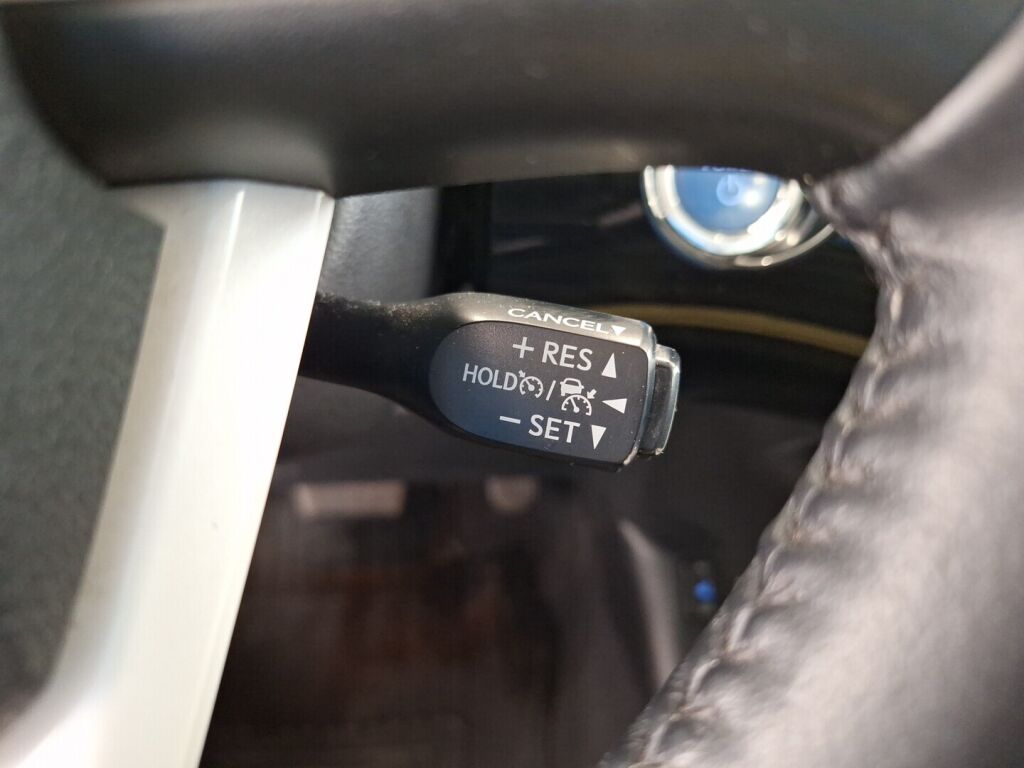 CANCEL▼
+ RES ▲
HOLD / ◀
− SET ▼